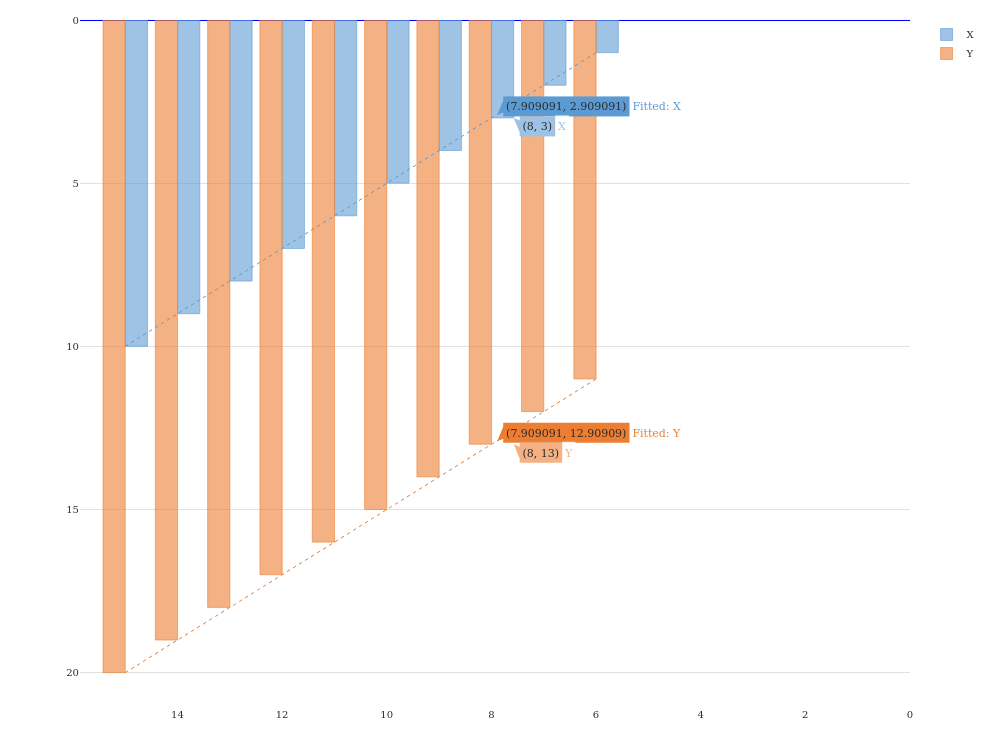 0
X
Y
(7.909091, 2.909091) Fitted: X
(8, 3) X
5
10
(7.909091, 12.90909) Fitted: Y
(8, 13) Y
15
20
14 12 10 8 6 4 2 0